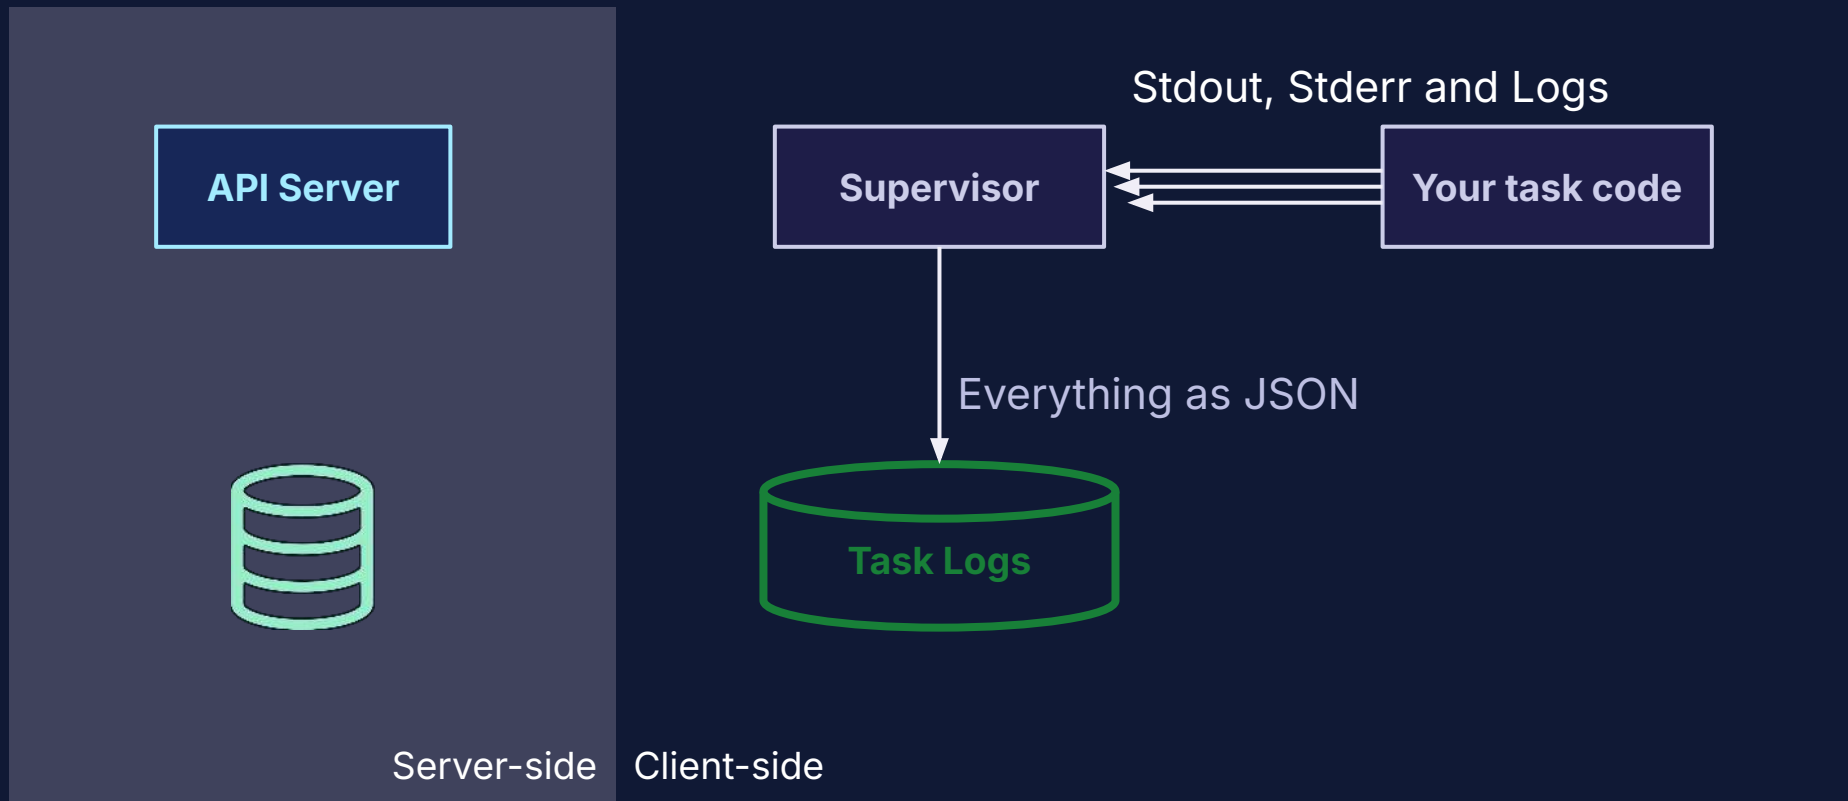 Stdout, Stderr and Logs
API Server
Supervisor
Your task code
Everything as JSON
Task Logs
Server-side
Client-side